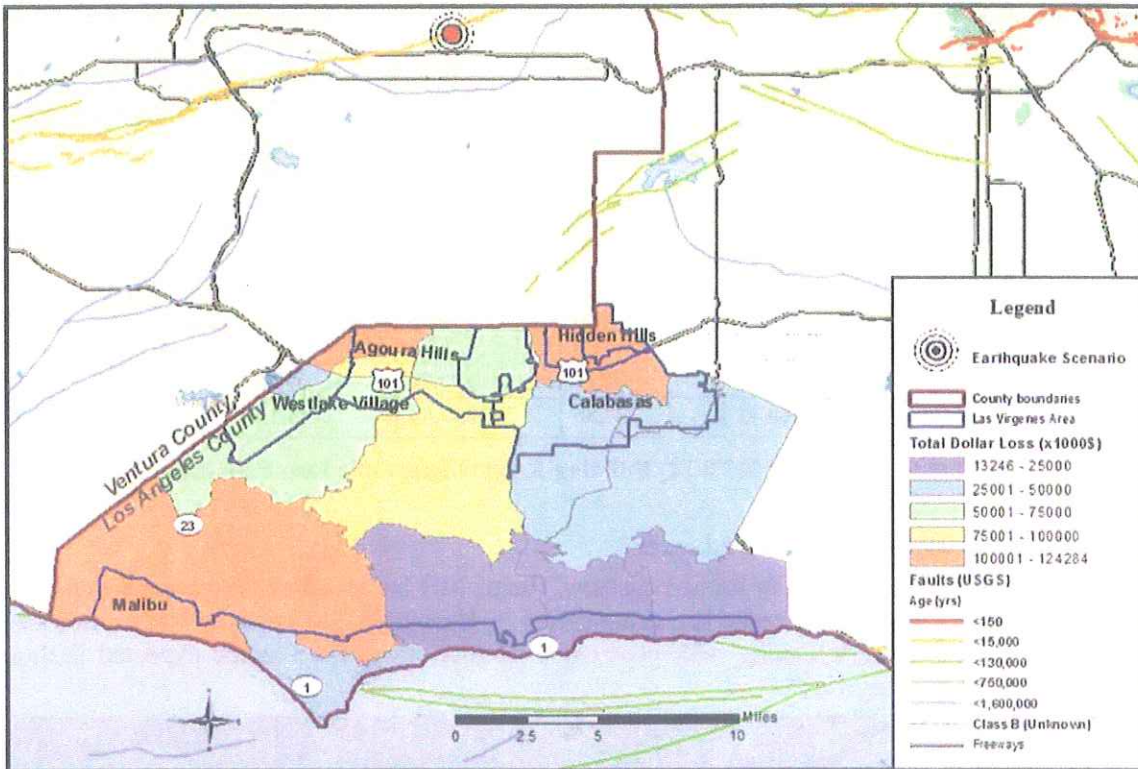 Hidden Hills
Agoura Hills
101
101
Westlake Village
Calabasas
Ventura County
Los Angeles County
23
Malibu
1
1
Miles
0 2.5 5 10
Legend
Earthquake Scenario
County boundaries
Las Virgenes Area
Total Dollar Loss (x1000$)
13246 - 25000
25001 - 50000
50001 - 75000
75001 - 100000
100001 - 124284
Faults (USGS)
Age (yrs)
<150
<15,000
<130,000
<750,000
<1,600,000
Class B (Unknown)
Freeways